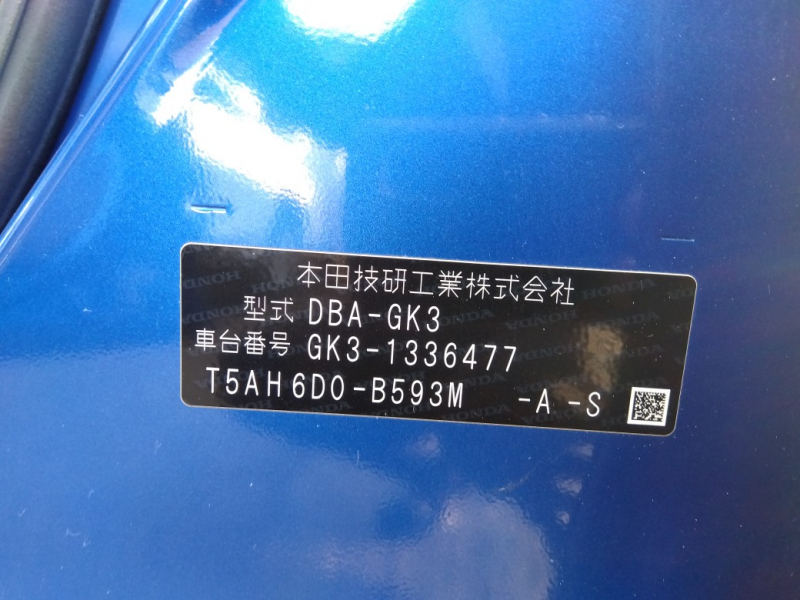 本田技研工業株式会社
型式 DBA-GK3
車台番号 GK3-1336477
T5AH6D0-B593M -A -S